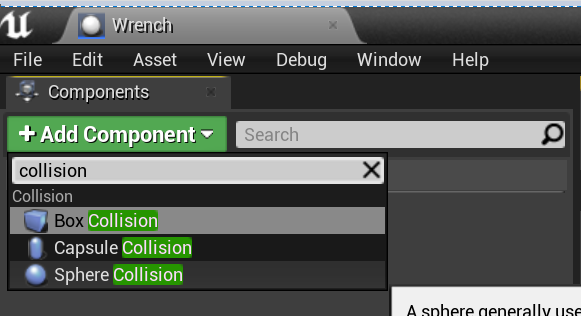 Wrench
File Edit Asset View Debug Window Help
Components
+ Add Component Search
collision
Collision
Box Collision
Capsule Collision
Sphere Collision
A sphere generally use